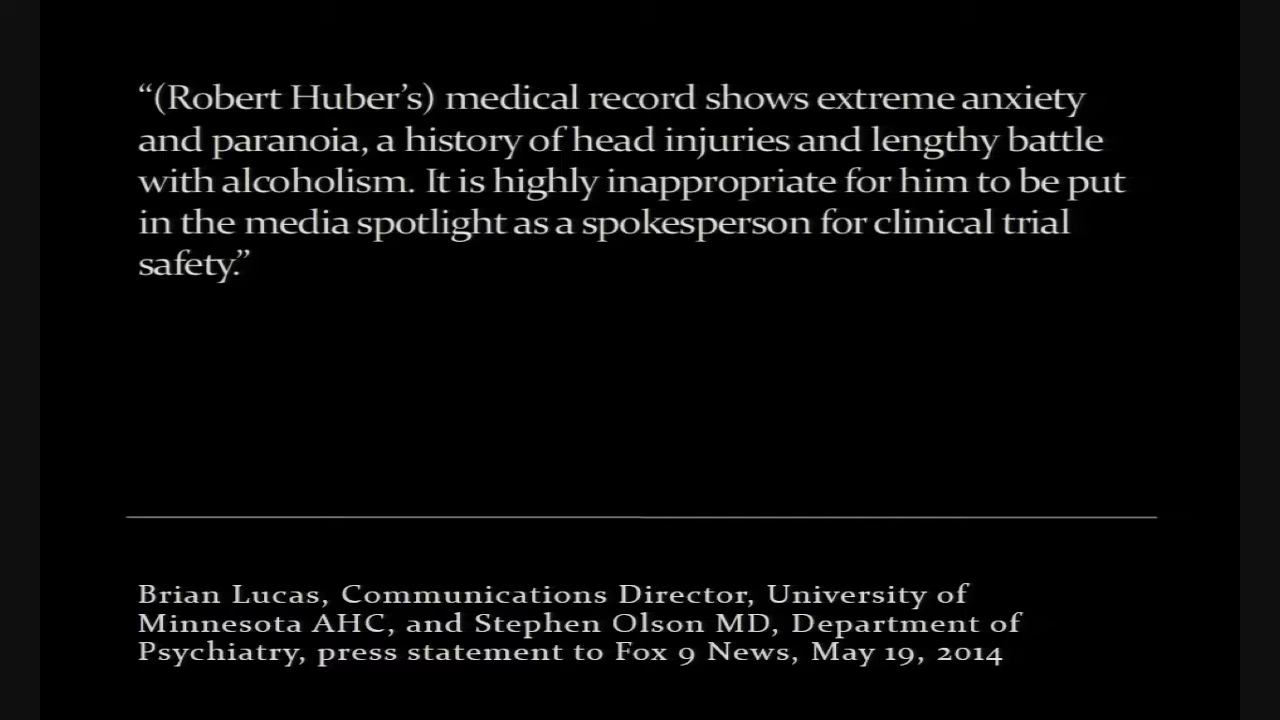 “(Robert Huber’s) medical record shows extreme anxiety
and paranoia, a history of head injuries and lengthy battle
with alcoholism. It is highly inappropriate for him to be put
in the media spotlight as a spokesperson for clinical trial
safety.”
Brian Lucas, Communications Director, University of
Minnesota AHC, and Stephen Olson MD, Department of
Psychiatry, press statement to Fox 9 News, May 19, 2014